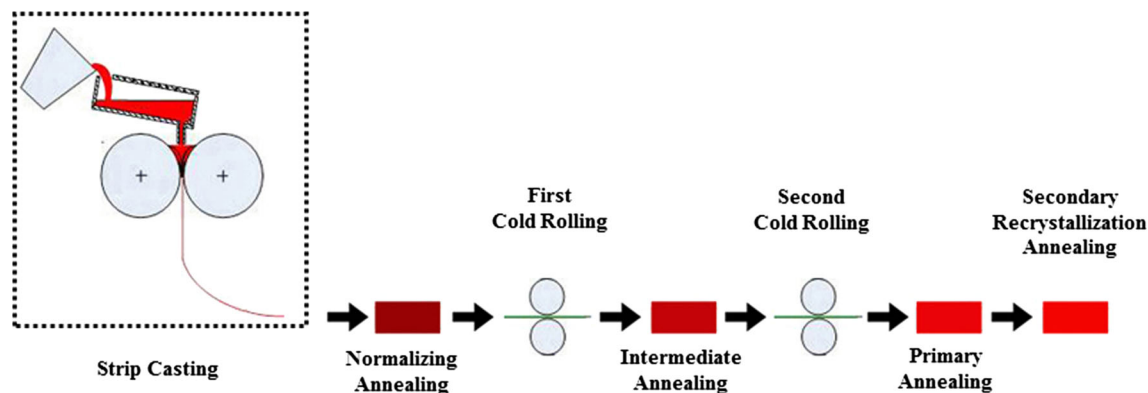 Strip Casting
Normalizing
Annealing
First
Cold Rolling
Intermediate
Annealing
Second
Cold Rolling
Primary
Annealing
Secondary
Recrystallization
Annealing